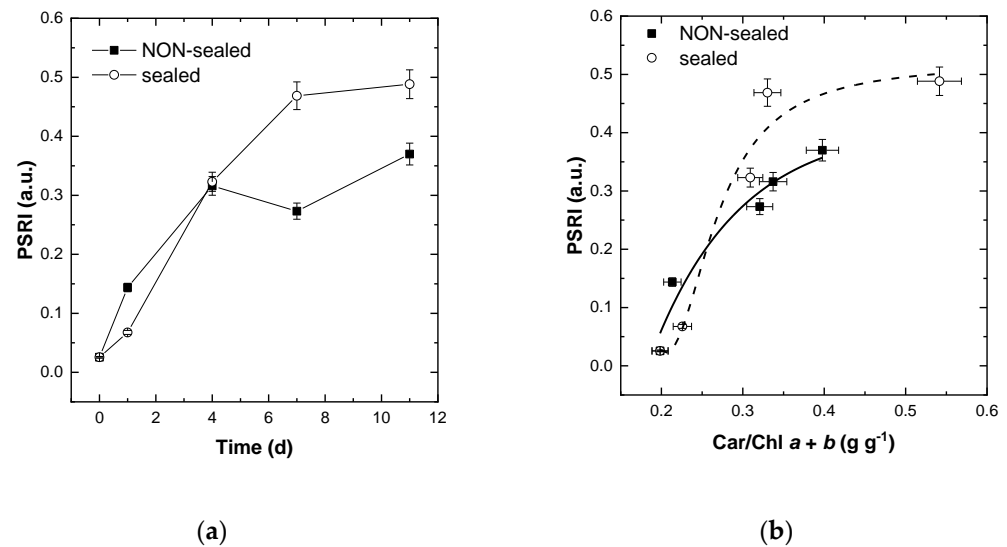 0.6
0.5
0.4
0.3
0.2
0.1
0.0
PSRI (a.u.)
NON-sealed
sealed
0 2 4 6 8 10 12
Time (d)
(a)
0.6
0.5
0.4
0.3
0.2
0.1
0.0
PSRI (a.u.)
NON-sealed
sealed
0.2 0.3 0.4 0.5 0.6
Car/Chl a + b (g g⁻¹)
(b)